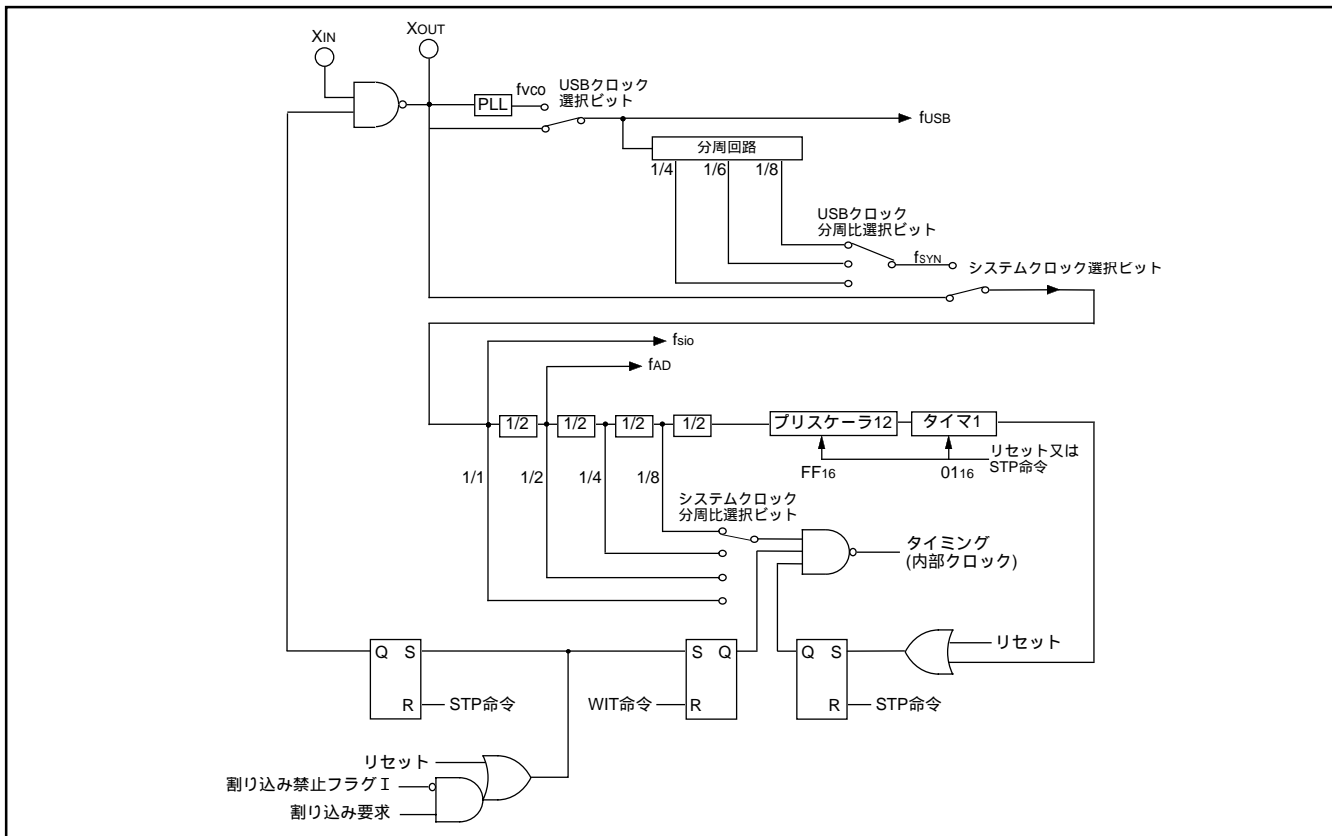 XIN
XOUT
PLL
fVCO
USBクロック
選択ビット
fUSB
分周回路
1/4
1/6
1/8
USBクロック
分周比選択ビット
fSYN
システムクロック選択ビット
fsio
fAD
1/2
1/2
1/2
1/2
プリスケーラ12
タイマ1
リセット又は
STP命令
FF16
0116
1/1
1/2
1/4
1/8
システムクロック
分周比選択ビット
タイミング
(内部クロック)
リセット
Q S
R
STP命令
WIT命令
S Q
R
Q S
R
STP命令
リセット
割り込み禁止フラグI
割り込み要求